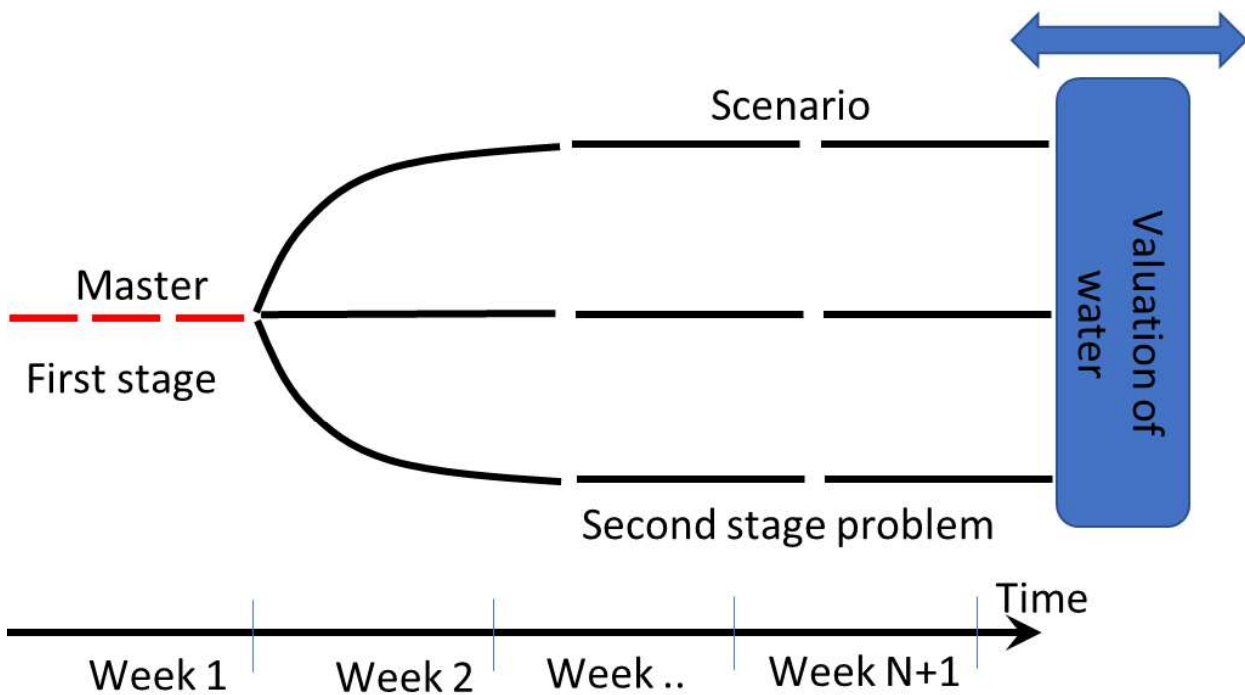 Scenario
Master
First stage
Valuation of
water
Second stage problem
Time
Week 1
Week 2
Week ..
Week N+1